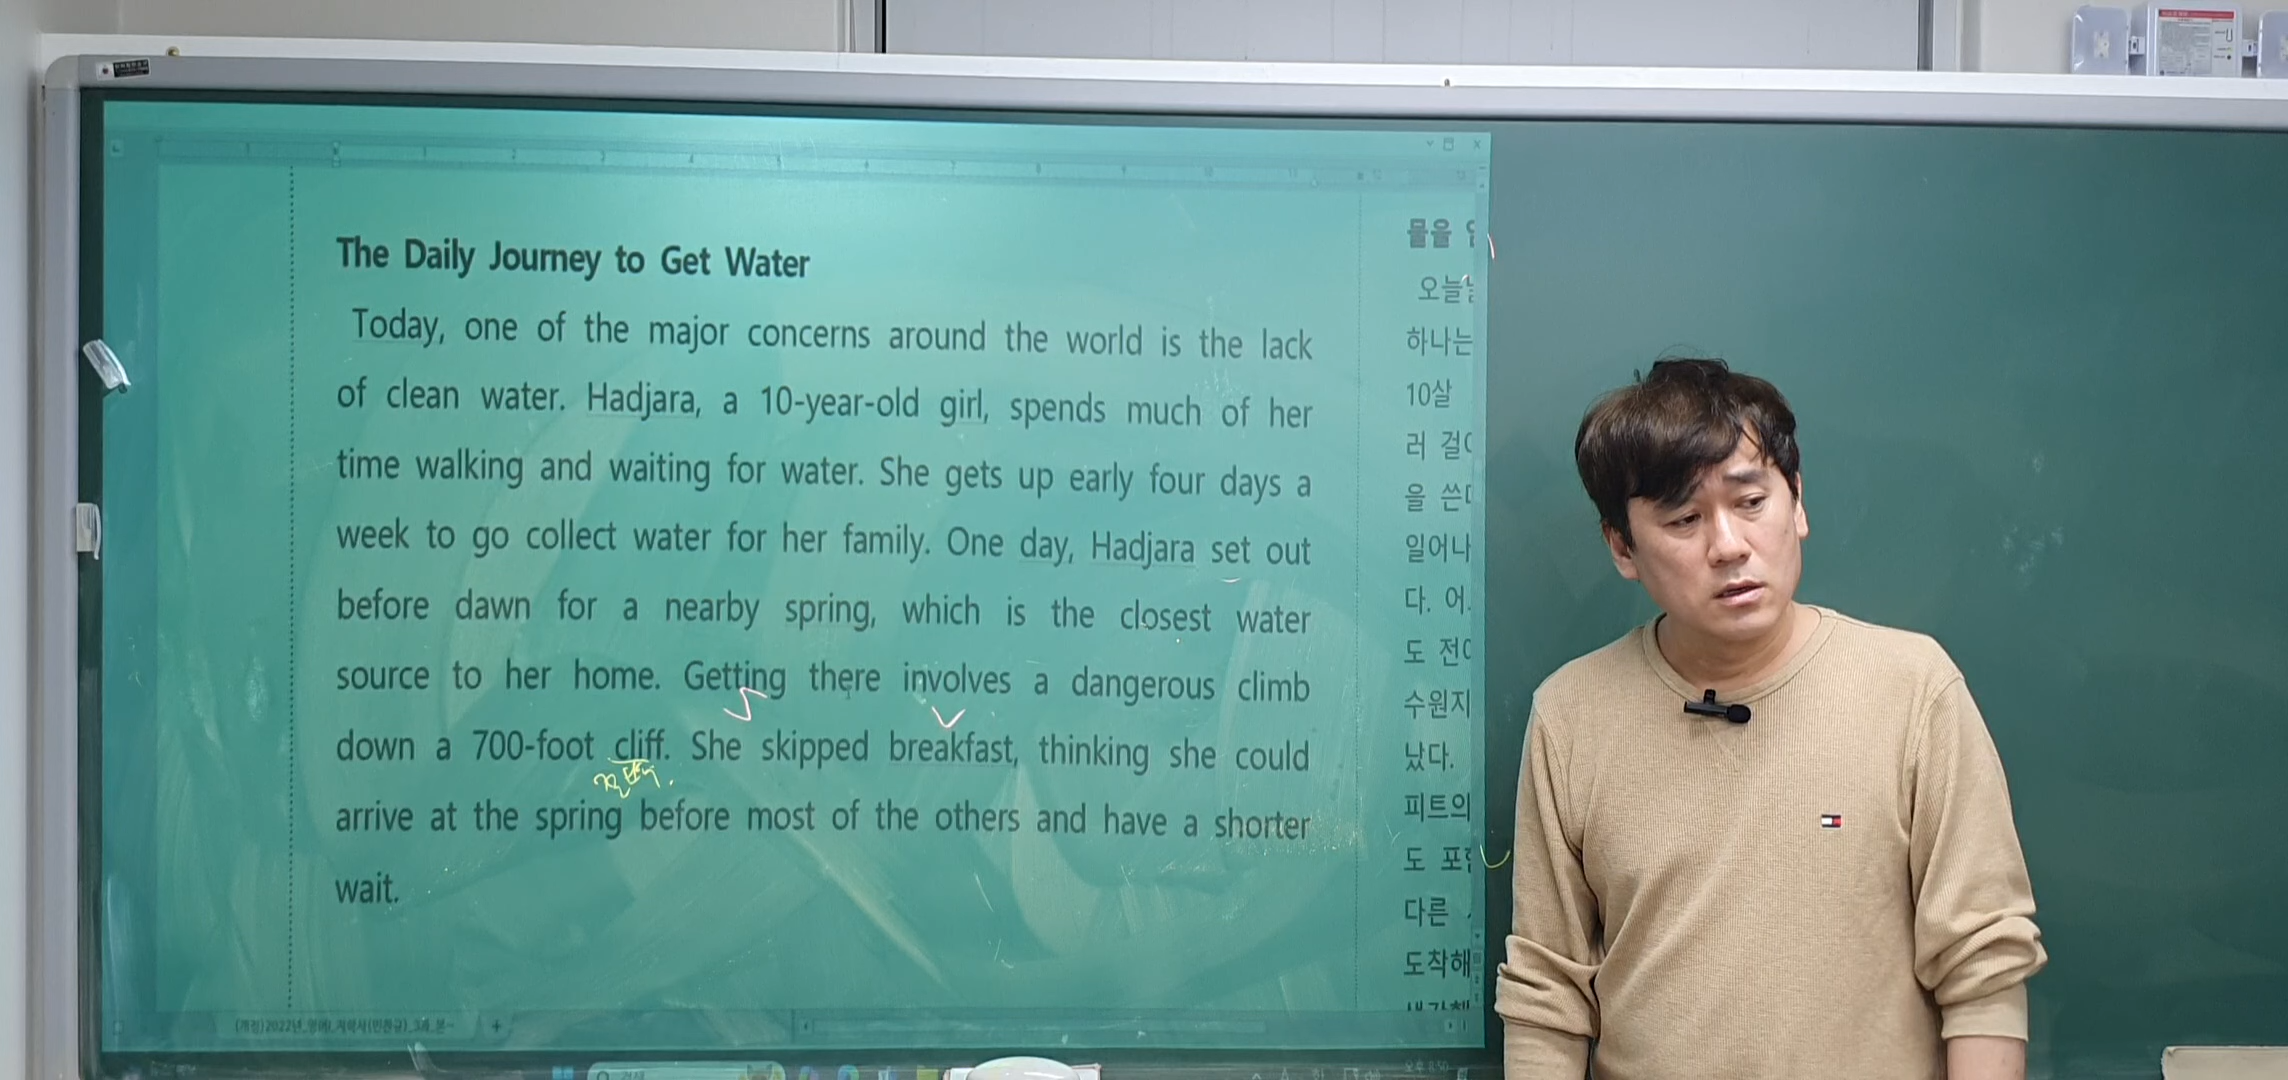 The Daily Journey to Get Water
Today, one of the major concerns around the world is the lack
of clean water. Hadjara, a 10-year-old girl, spends much of her
time walking and waiting for water. She gets up early four days a
week to go collect water for her family. One day, Hadjara set out
before dawn for a nearby spring, which is the closest water
source to her home. Getting there involves a dangerous climb
down a 700-foot cliff. She skipped breakfast, thinking she could
절벽.
arrive at the spring before most of the others and have a shorter
wait.
물을
오늘날
하나는
10살
러
을
일어나
다. 어
도
수원지
났다.
피트의
도
다른
도착해